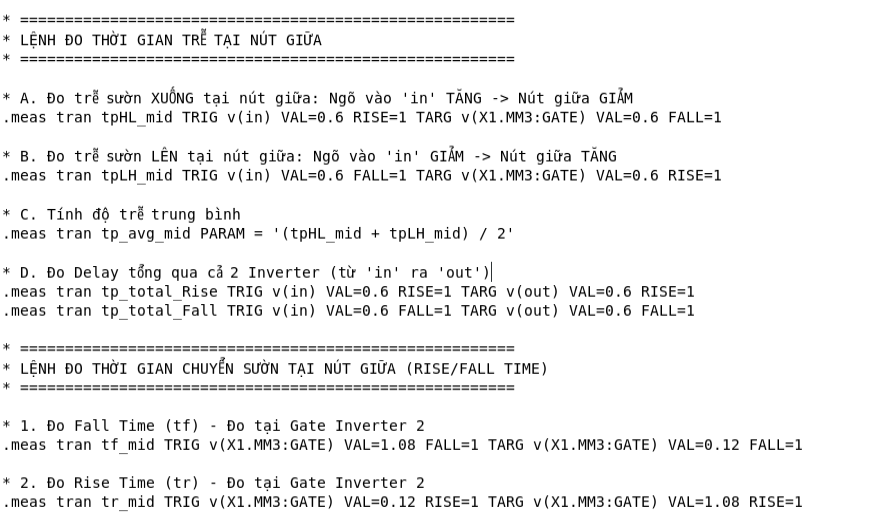 * =======================================================
* LỆNH ĐO THỜI GIAN TRỄ TẠI NÚT GIỮA
* =======================================================
* A. Đo trễ sườn XUỐNG tại nút giữa: Ngõ vào 'in' TĂNG -> Nút giữa GIẢM
.meas tran tpHL_mid TRIG v(in) VAL=0.6 RISE=1 TARG v(X1.MM3:GATE) VAL=0.6 FALL=1
* B. Đo trễ sườn LÊN tại nút giữa: Ngõ vào 'in' GIẢM -> Nút giữa TĂNG
.meas tran tpLH_mid TRIG v(in) VAL=0.6 FALL=1 TARG v(X1.MM3:GATE) VAL=0.6 RISE=1
* C. Tính độ trễ trung bình
.meas tran tp_avg_mid PARAM = '(tpHL_mid + tpLH_mid) / 2'
* D. Đo Delay tổng qua cả 2 Inverter (từ 'in' ra 'out')
.meas tran tp_total_Rise TRIG v(in) VAL=0.6 RISE=1 TARG v(out) VAL=0.6 RISE=1
.meas tran tp_total_Fall TRIG v(in) VAL=0.6 FALL=1 TARG v(out) VAL=0.6 FALL=1
* =======================================================
* LỆNH ĐO THỜI GIAN CHUYỂN SƯỜN TẠI NÚT GIỮA (RISE/FALL TIME)
* =======================================================
* 1. Đo Fall Time (tf) - Đo tại Gate Inverter 2
.meas tran tf_mid TRIG v(X1.MM3:GATE) VAL=1.08 FALL=1 TARG v(X1.MM3:GATE) VAL=0.12 FALL=1
* 2. Đo Rise Time (tr) - Đo tại Gate Inverter 2
.meas tran tr_mid TRIG v(X1.MM3:GATE) VAL=0.12 RISE=1 TARG v(X1.MM3:GATE) VAL=1.08 RISE=1